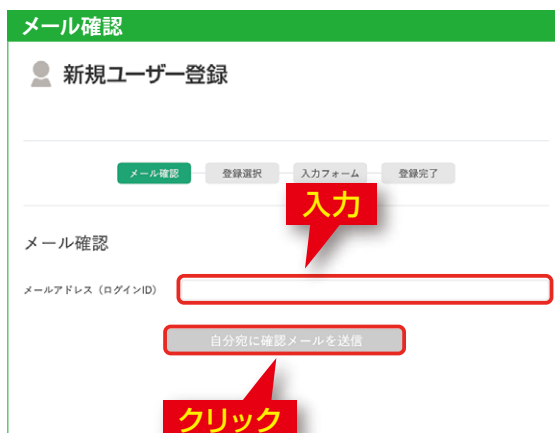 メール確認
新規ユーザー登録
メール確認 登録選択 入力フォーム 登録完了
入力
メール確認
メールアドレス（ログインID）
自分宛に確認メールを送信
クリック